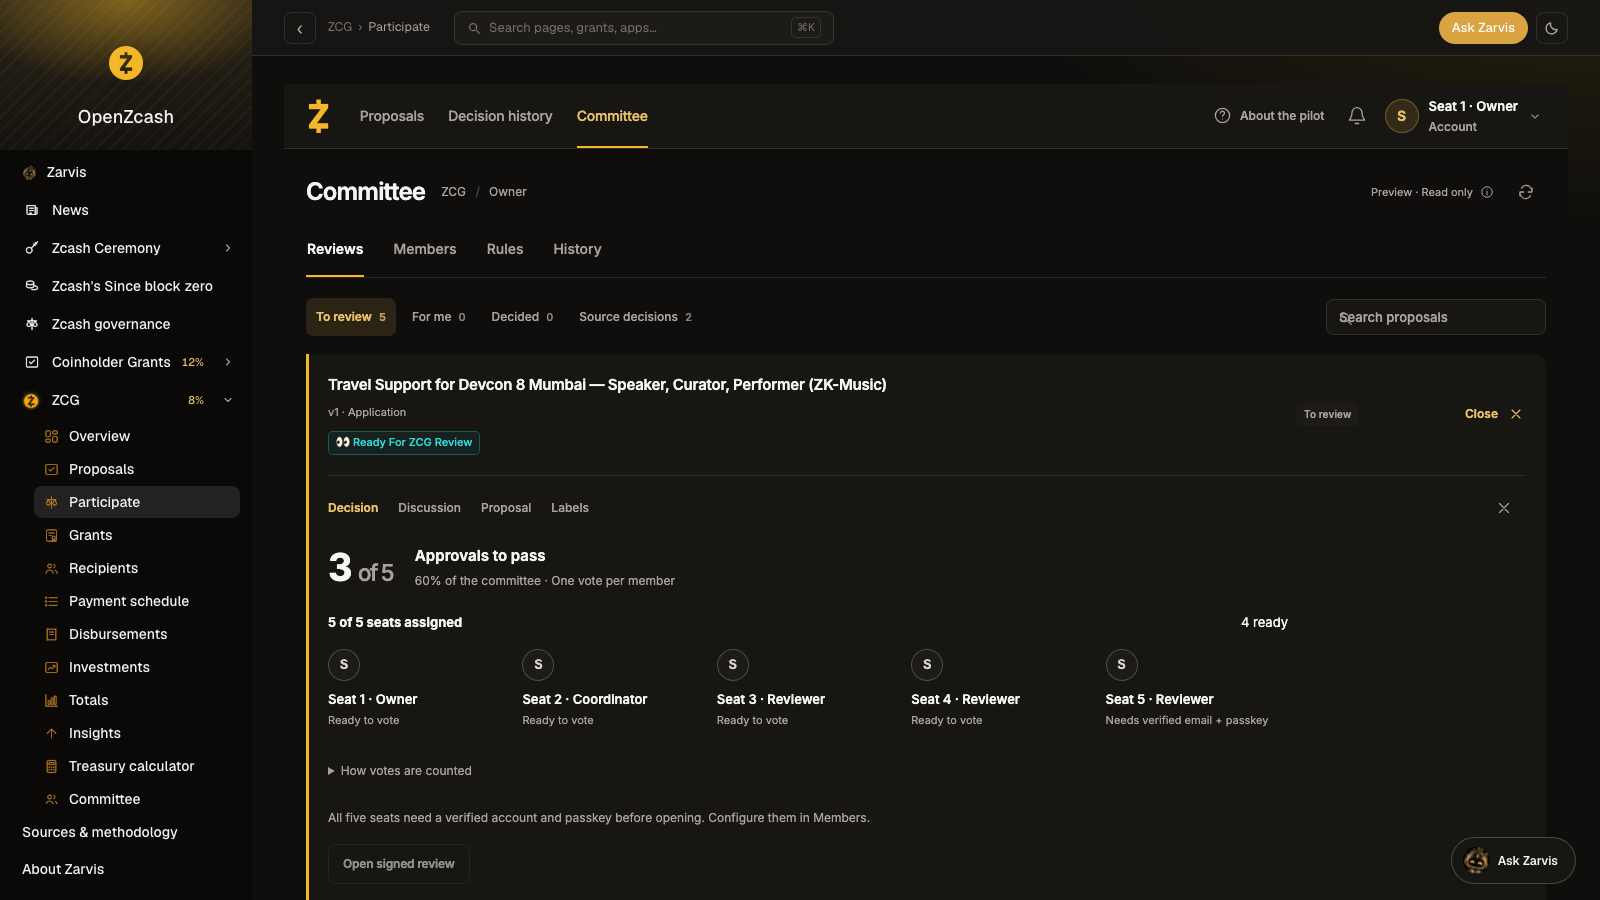 OpenZcash
Zarvis
News
Zcash Ceremony
Zcash's Since block zero
Zcash governance
Coinholder Grants 12%
ZCG 8%
Overview
Proposals
Participate
Grants
Recipients
Payment schedule
Disbursements
Investments
Totals
Insights
Treasury calculator
Committee
Sources & methodology
About Zarvis
ZCG › Participate
Search pages, grants, apps...
⌘K
Ask Zarvis
Proposals
Decision history
Committee
About the pilot
S
Seat 1 · Owner
Account
Committee
ZCG / Owner
Preview · Read only
Reviews
Members
Rules
History
To review 5
For me 0
Decided 0
Source decisions 2
Search proposals
Travel Support for Devcon 8 Mumbai — Speaker, Curator, Performer (ZK-Music)
v1 · Application
👀 Ready For ZCG Review
To review
Close
Decision
Discussion
Proposal
Labels
3 of 5
Approvals to pass
60% of the committee · One vote per member
5 of 5 seats assigned
4 ready
S
Seat 1 · Owner
Ready to vote
S
Seat 2 · Coordinator
Ready to vote
S
Seat 3 · Reviewer
Ready to vote
S
Seat 4 · Reviewer
Ready to vote
S
Seat 5 · Reviewer
Needs verified email + passkey
How votes are counted
All five seats need a verified account and passkey before opening. Configure them in Members.
Open signed review
Ask Zarvis